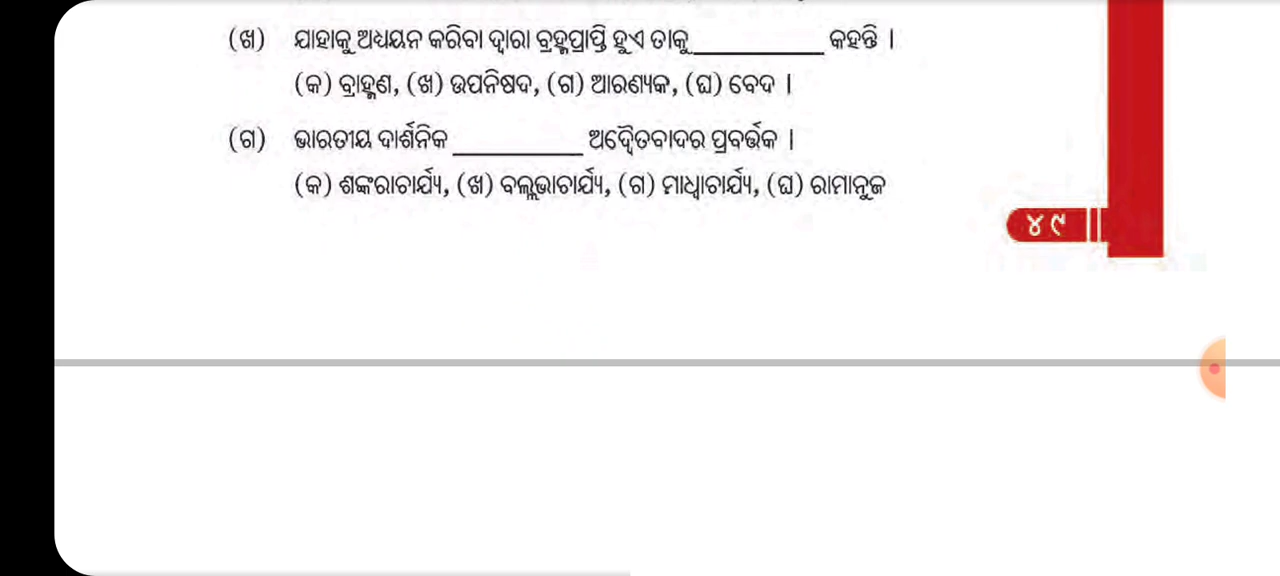 (ଖ) ଯାହାକୁ ଅଧ୍ୟୟନ କରିବା ଦ୍ୱାରା ବ୍ରହ୍ମପ୍ରାପ୍ତି ହୁଏ ତାକୁ__________ କହନ୍ତି ।
(କ) ବ୍ରାହ୍ମଣ, (ଖ) ଉପନିଷଦ, (ଗ) ଆରଣ୍ୟକ, (ଘ) ବେଦ ।
(ଗ) ଭାରତୀୟ ଦାର୍ଶନିକ __________ ଅଦ୍ୱୈତବାଦର ପ୍ରବର୍ତ୍ତକ ।
(କ) ଶଙ୍କରାଚାର୍ଯ୍ୟ, (ଖ) ବଲ୍ଲଭାଚାର୍ଯ୍ୟ, (ଗ) ମାଧ୍ୱାଚାର୍ଯ୍ୟ, (ଘ) ରାମାନୁଜ
୪୯